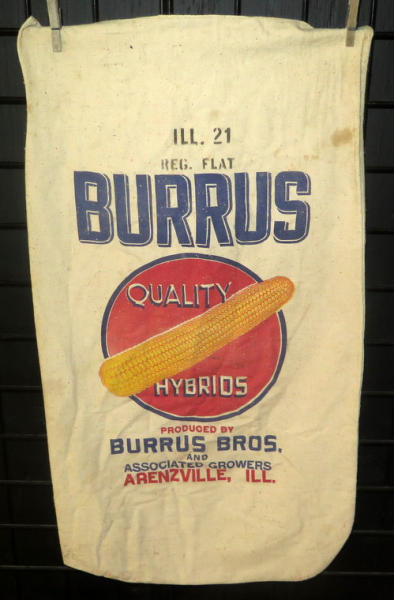 ILL. 21
REG. FLAT
BURRUS
QUALITY
HYBRIDS
PRODUCED BY
BURRUS BROS.
AND
ASSOCIATED GROWERS
ARENZVILLE, ILL.